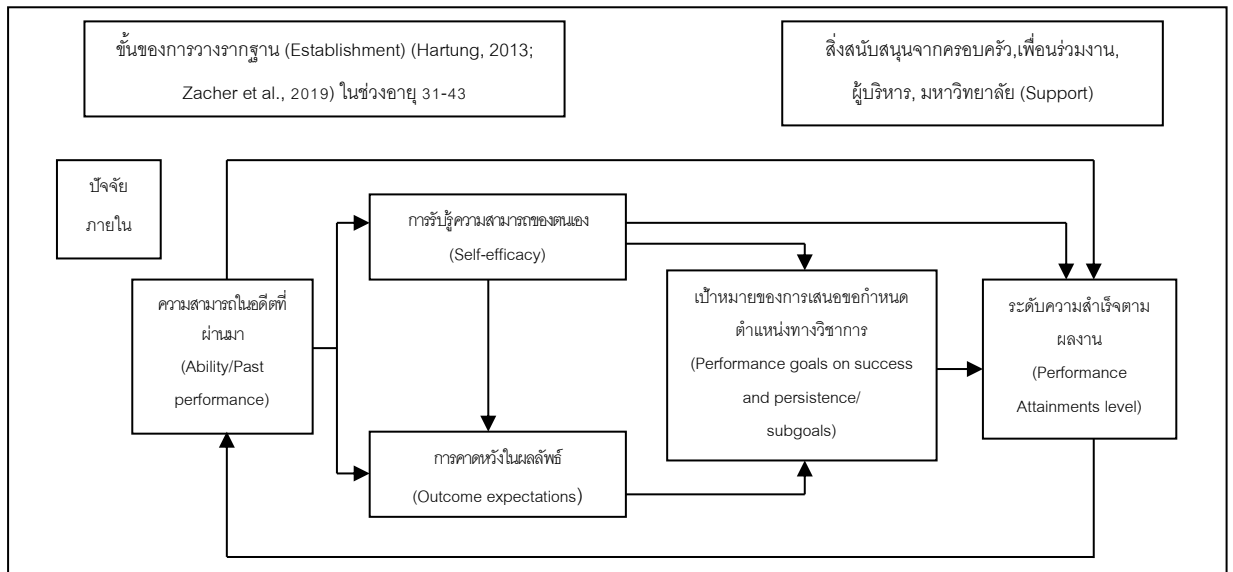 ขั้นของการวางรากฐาน (Establishment) (Hartung, 2013;
Zacher et al., 2019) ในช่วงอายุ 31-43
สิ่งสนับสนุนจากครอบครัว,เพื่อนร่วมงาน,
ผู้บริหาร, มหาวิทยาลัย (Support)
ปัจจัย
ภายใน
การรับรู้ความสามารถของตนเอง
(Self-efficacy)
ความสามารถในอดีตที่
ผ่านมา
(Ability/Past
performance)
เป้าหมายของการเสนอขอกำหนด
ตำแหน่งทางวิชาการ
(Performance goals on success
and persistence/
subgoals)
ระดับความสำเร็จตาม
ผลงาน
(Performance
Attainments level)
การคาดหวังในผลลัพธ์
(Outcome expectations)